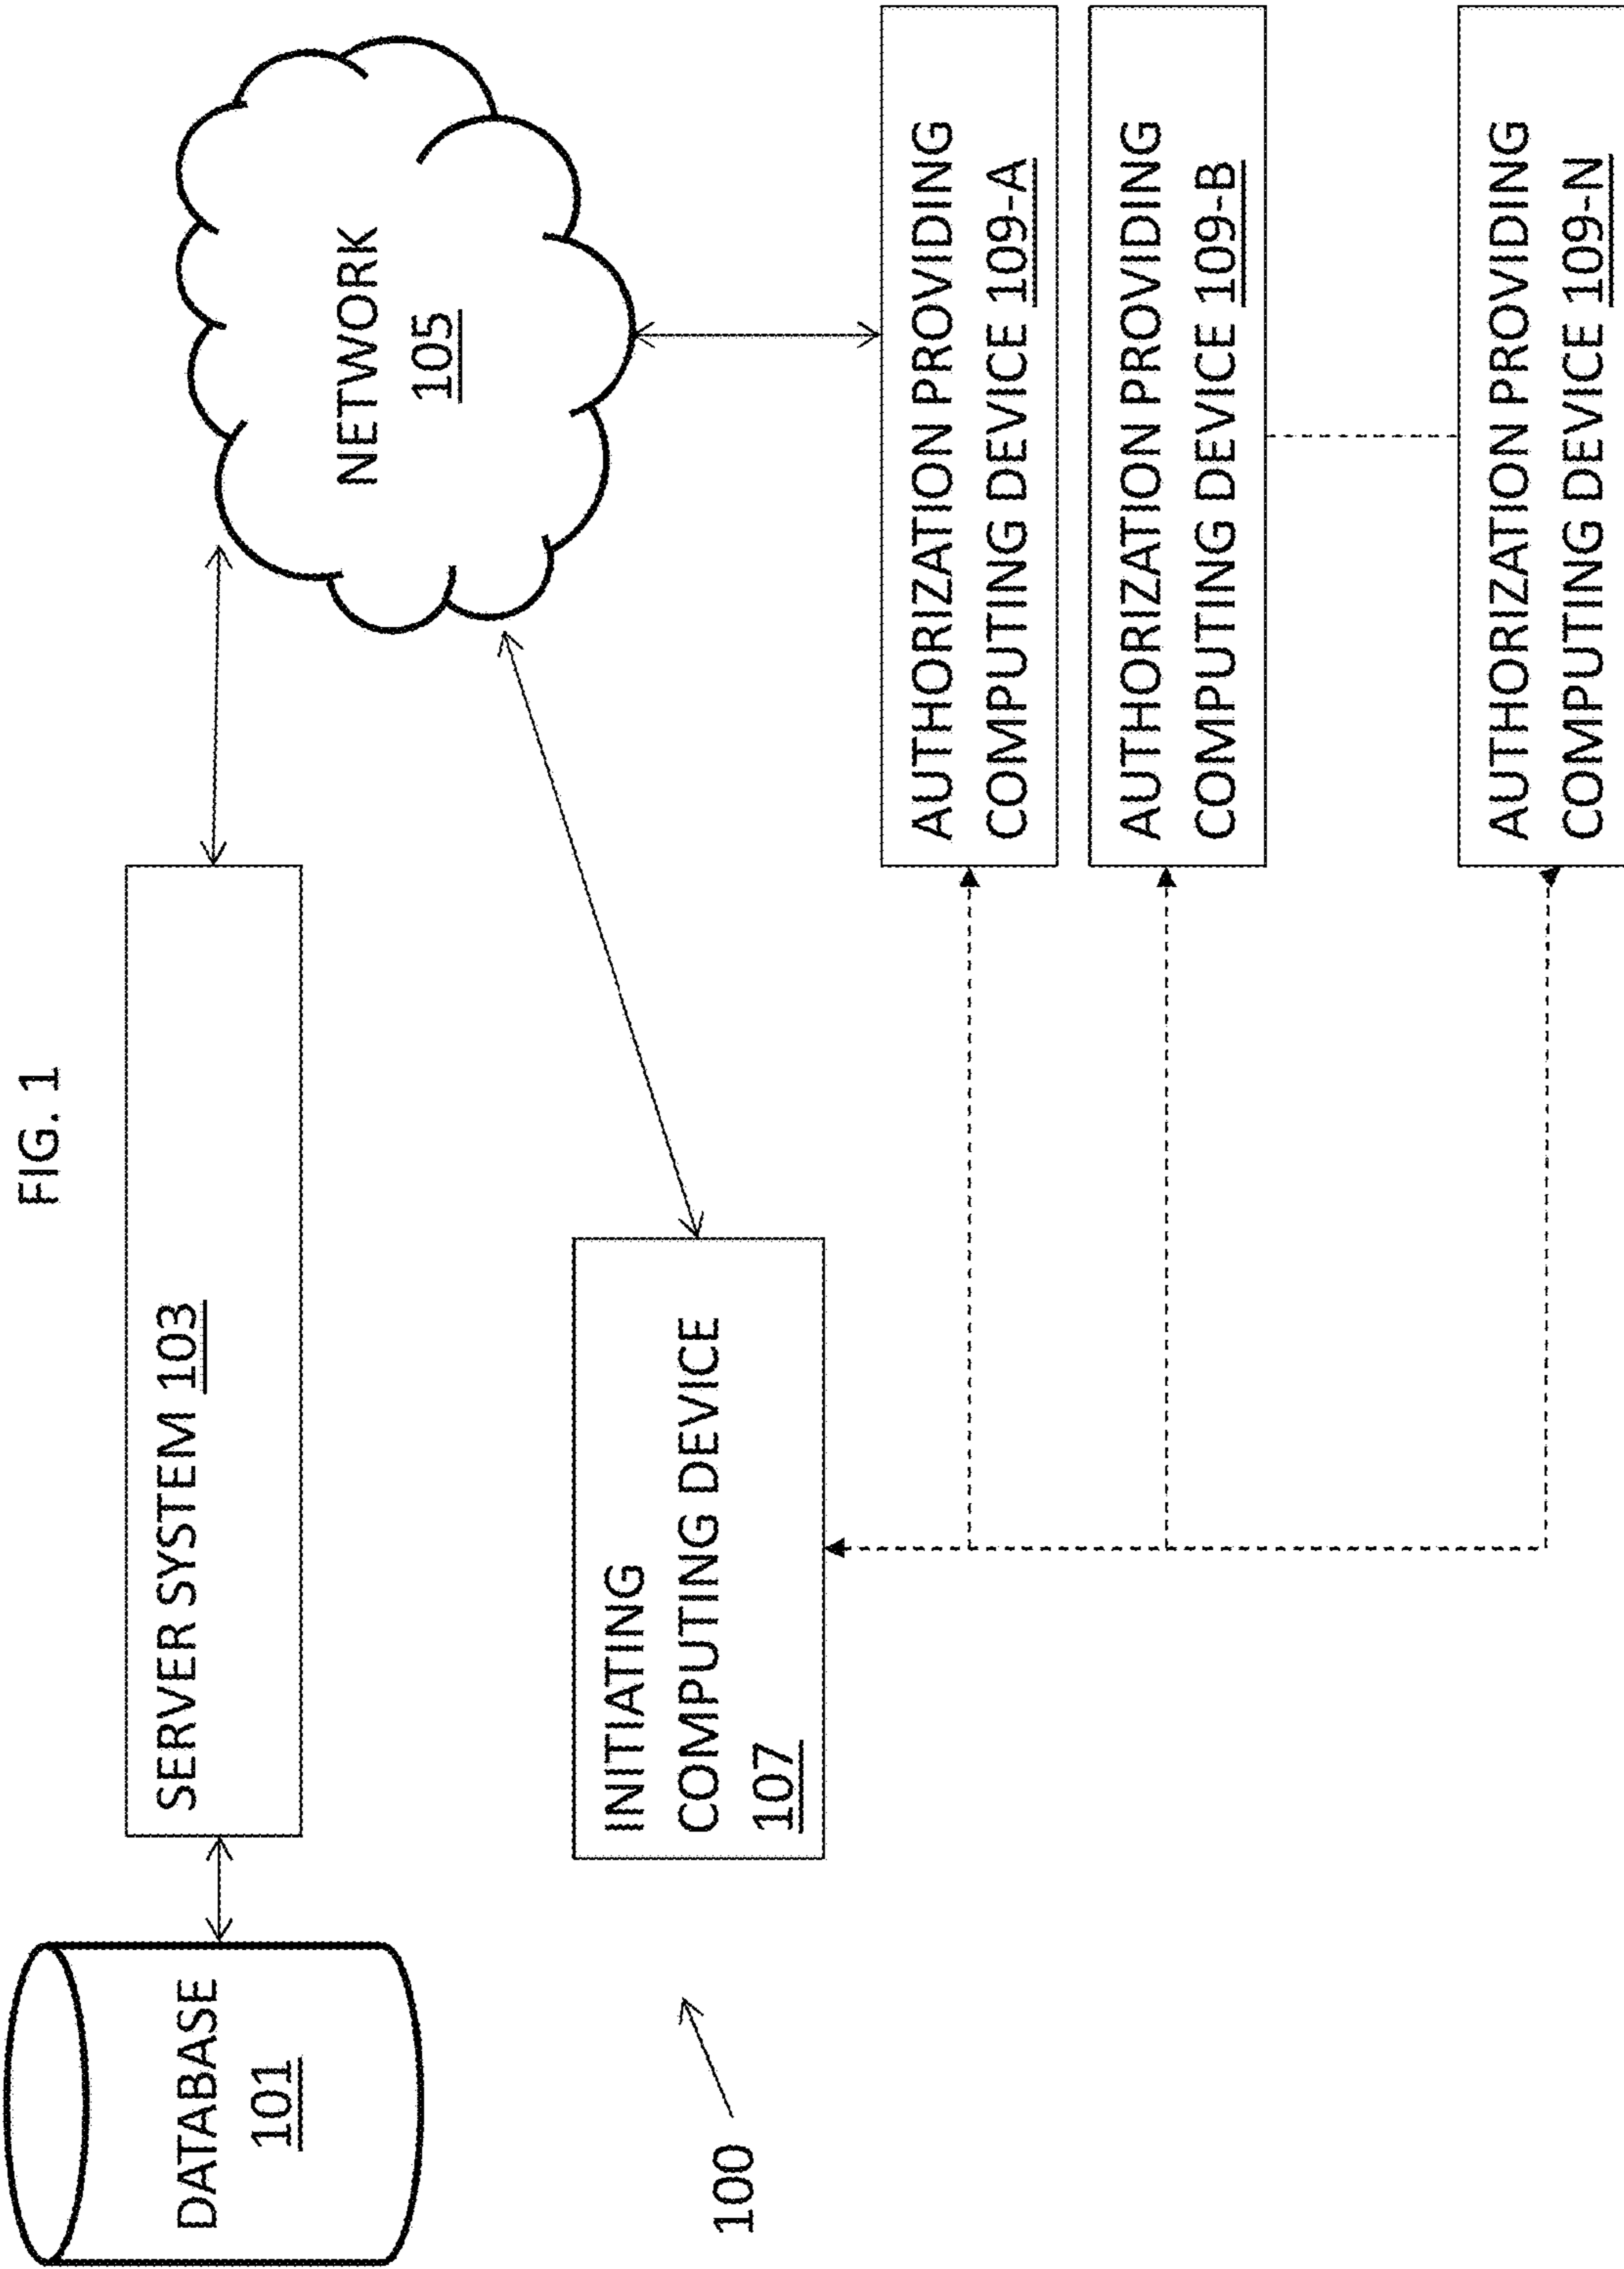 FIG. 1
DATABASE
101
SERVER SYSTEM 103
NETWORK
105
INITIATING
COMPUTING DEVICE
107
100
AUTHORIZATION PROVIDING
COMPUTING DEVICE 109-A
AUTHORIZATION PROVIDING
COMPUTING DEVICE 109-B
AUTHORIZATION PROVIDING
COMPUTING DEVICE 109-N